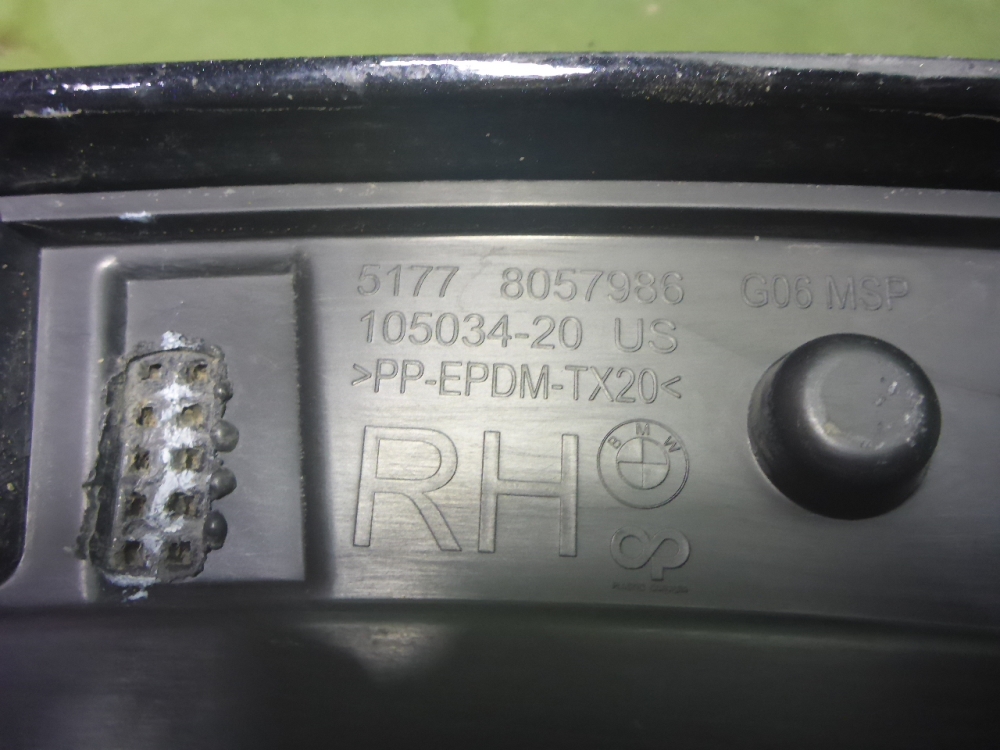 5177 8057986 G06 MSP
105034-20 US
>PP-EPDM-TX20<
RH
BMW